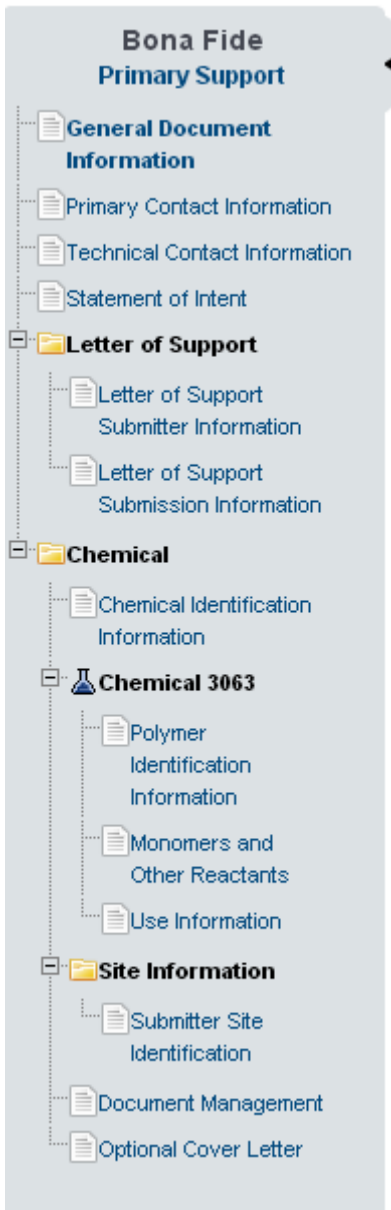 Bona Fide
Primary Support
General Document
Information
Primary Contact Information
Technical Contact Information
Statement of Intent
Letter of Support
Letter of Support
Submitter Information
Letter of Support
Submission Information
Chemical
Chemical Identification
Information
Chemical 3063
Polymer
Identification
Information
Monomers and
Other Reactants
Use Information
Site Information
Submitter Site
Identification
Document Management
Optional Cover Letter